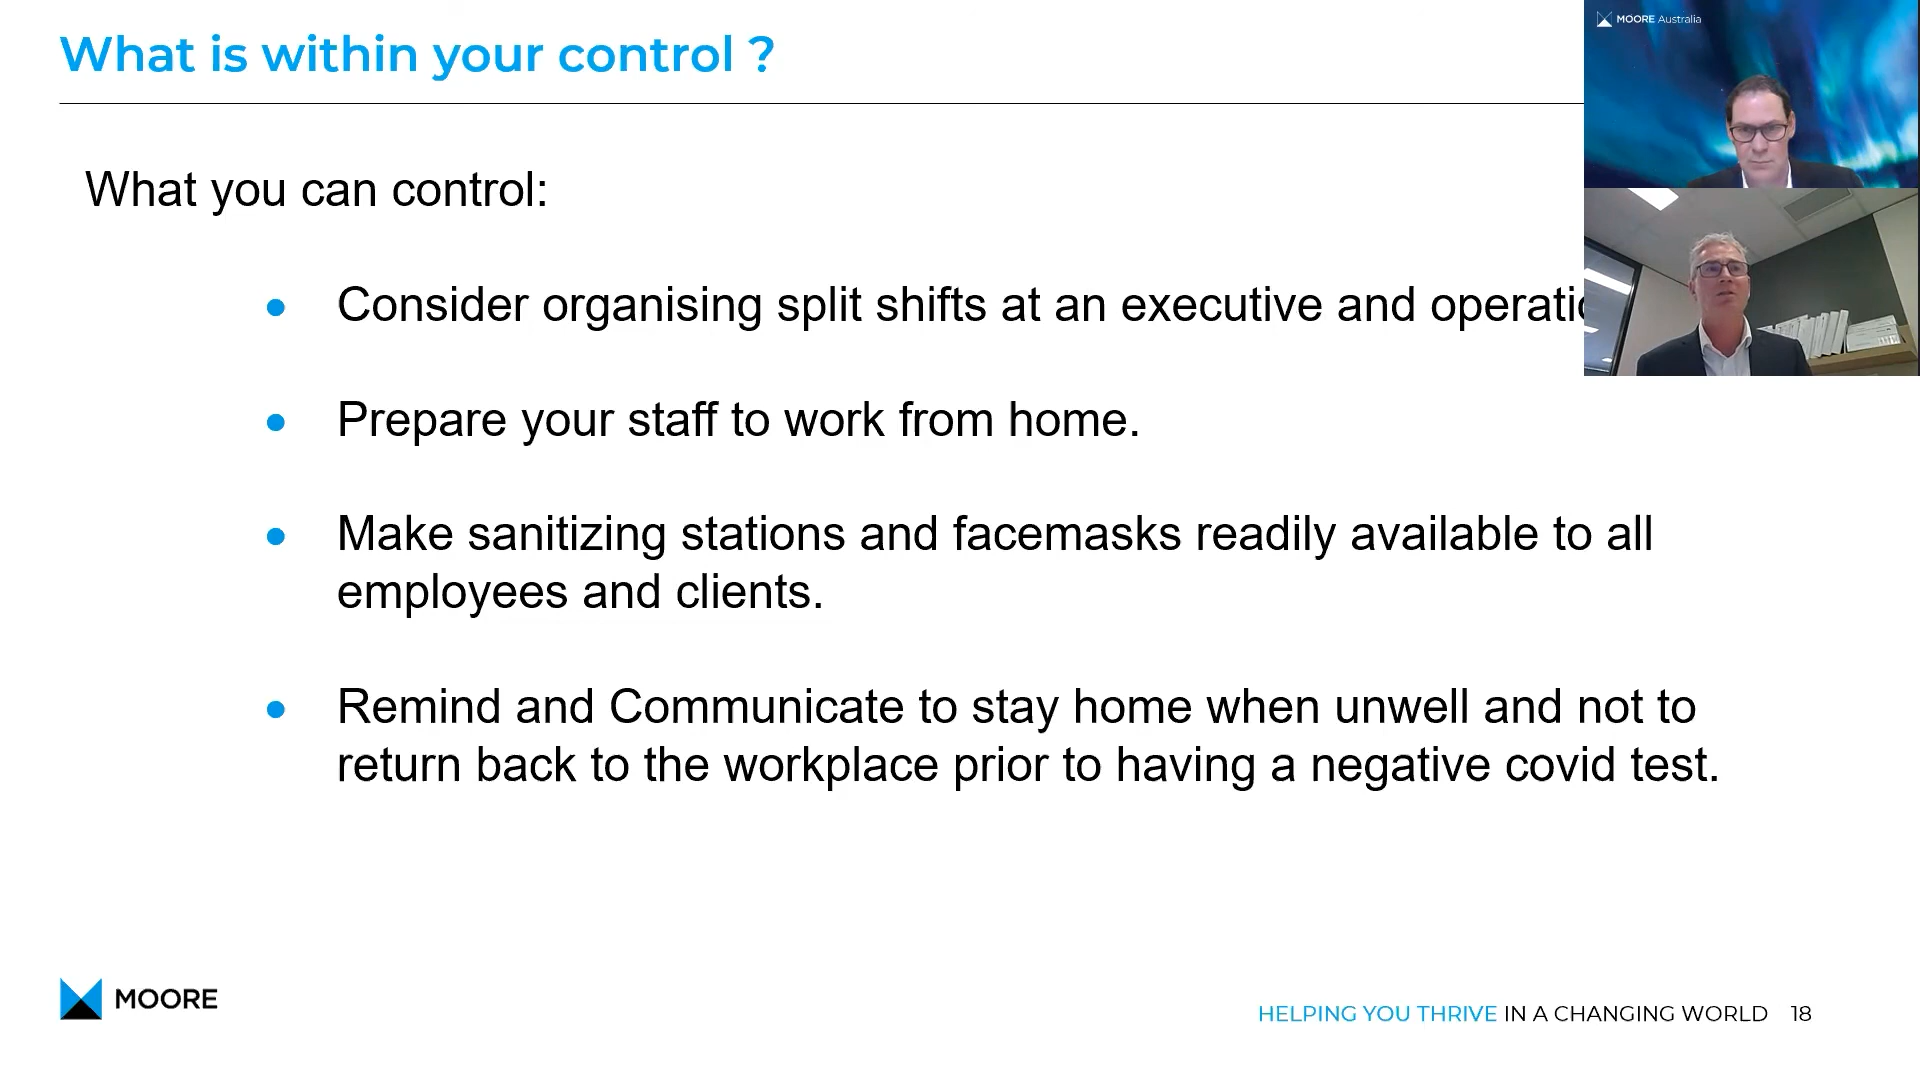 What is within your control ?
MOORE Australia
What you can control:
Consider organising split shifts at an executive and
Prepare your staff to work from home.
Make sanitizing stations and facemasks readily available to all
employees and clients.
Remind and Communicate to stay home when unwell and not to
return back to the workplace prior to having a negative covid test.
MOORE
HELPING YOU THRIVE IN A CHANGING WORLD 18